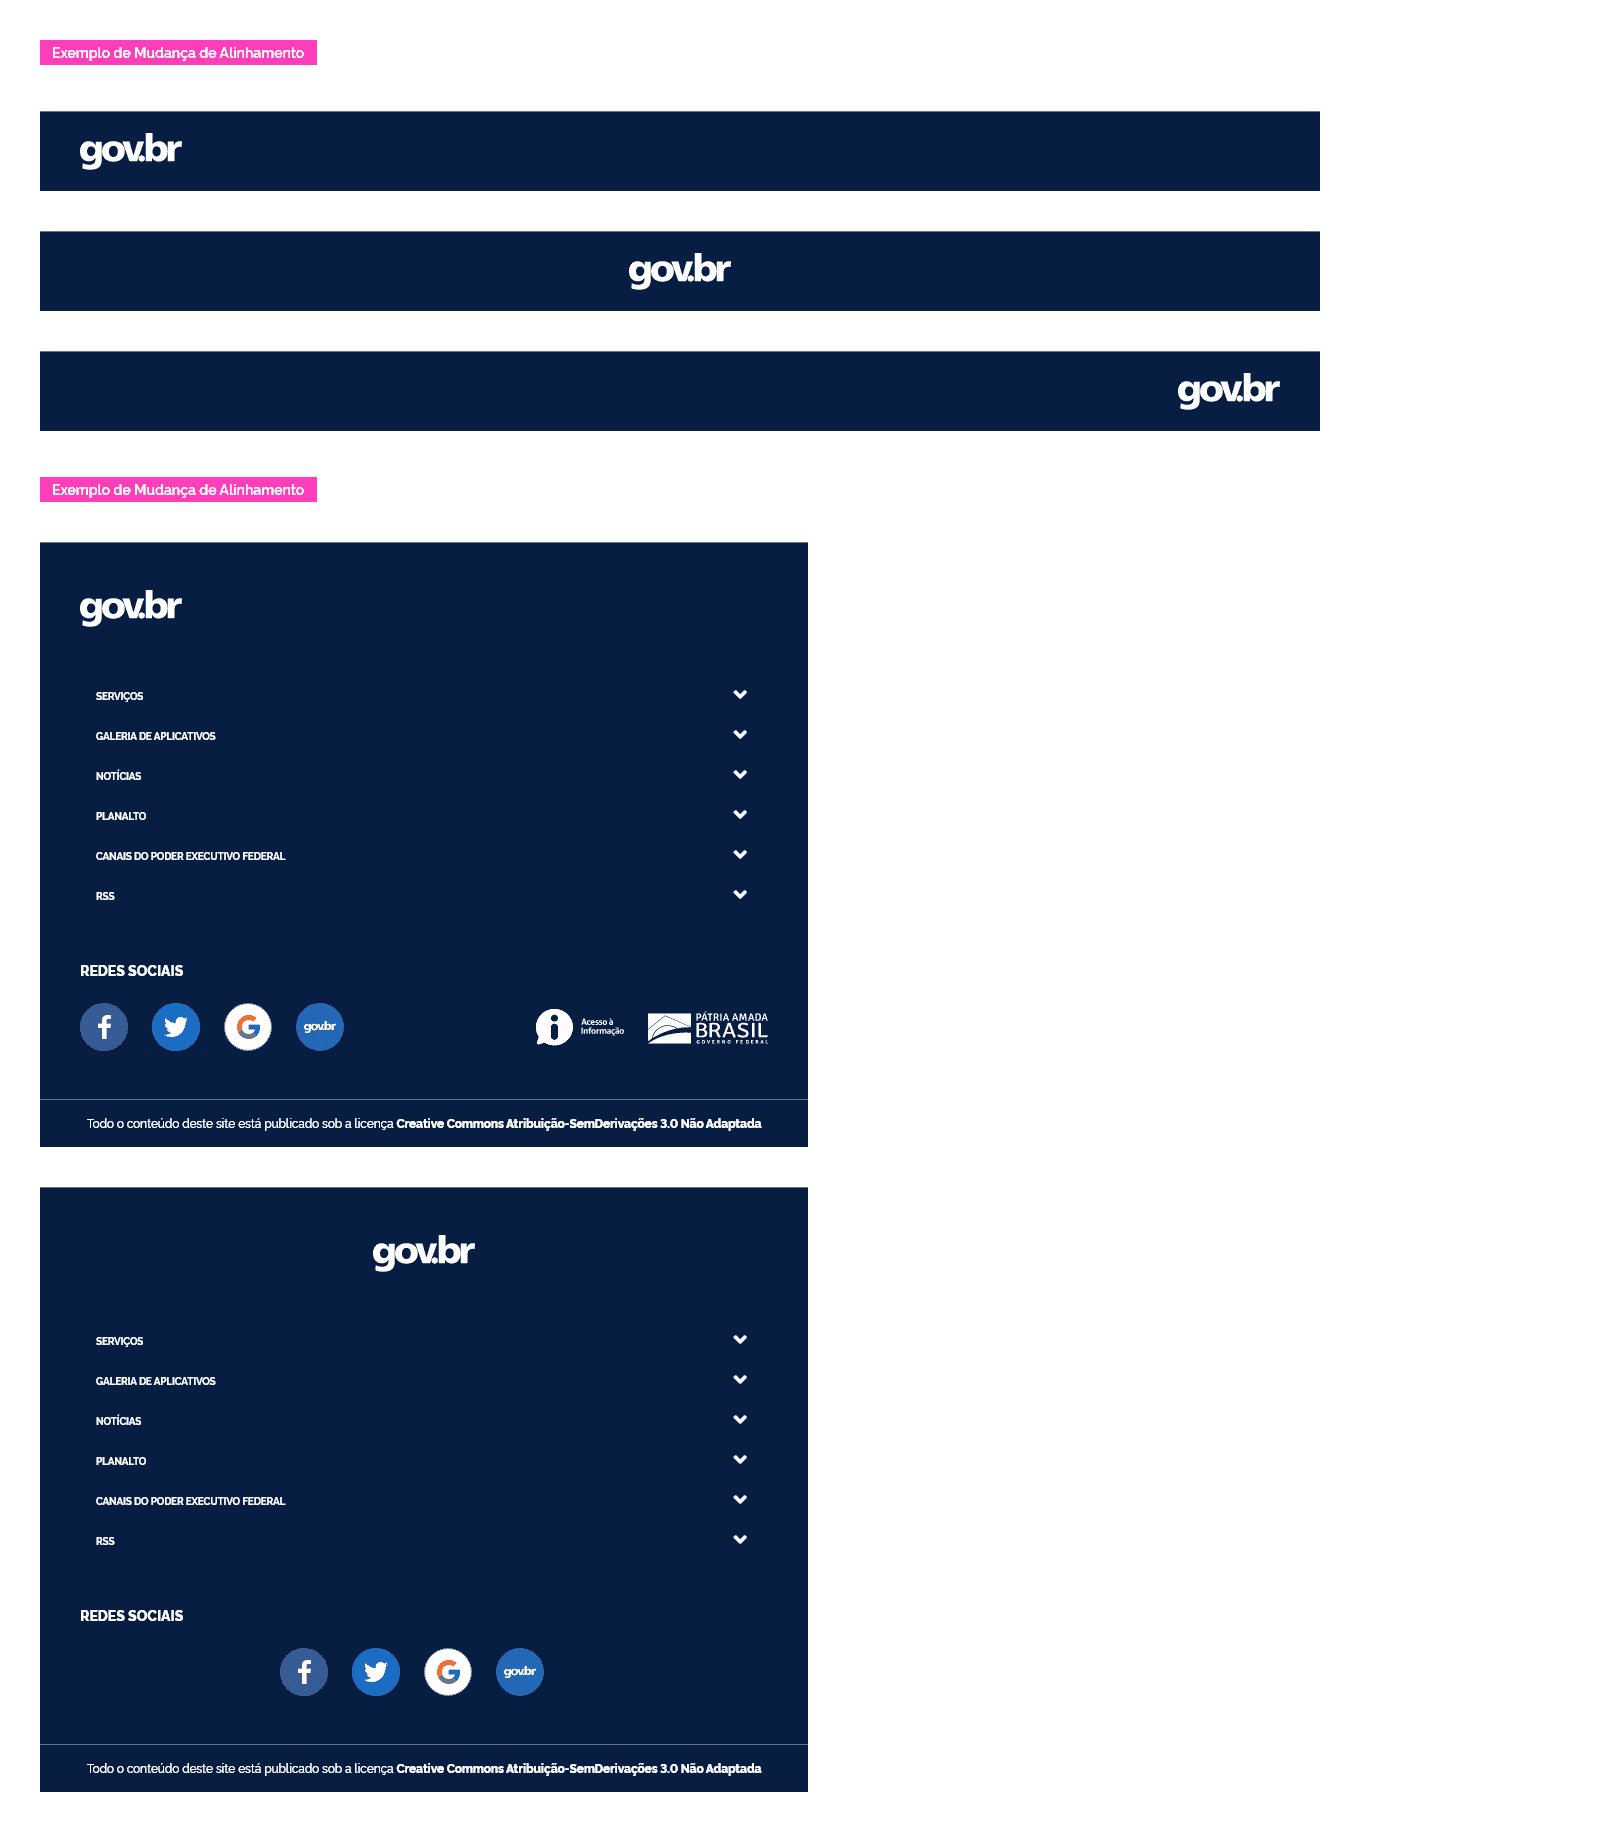 Exemplo de Mudança de Alinhamento
gov.br
gov.br
gov.br
Exemplo de Mudança de Alinhamento
gov.br
SERVIÇOS
GALERIA DE APLICATIVOS
NOTÍCIAS
PLANALTO
CANAIS DO PODER EXECUTIVO FEDERAL
RSS
REDES SOCIAIS
gov.br
Acesso à
Informação
PÁTRIA AMADA
BRASIL
GOVERNO FEDERAL
Todo o conteúdo deste site está publicado sob a licença Creative Commons Atribuição-SemDerivações 3.0 Não Adaptada
gov.br
SERVIÇOS
GALERIA DE APLICATIVOS
NOTÍCIAS
PLANALTO
CANAIS DO PODER EXECUTIVO FEDERAL
RSS
REDES SOCIAIS
gov.br
Todo o conteúdo deste site está publicado sob a licença Creative Commons Atribuição-SemDerivações 3.0 Não Adaptada